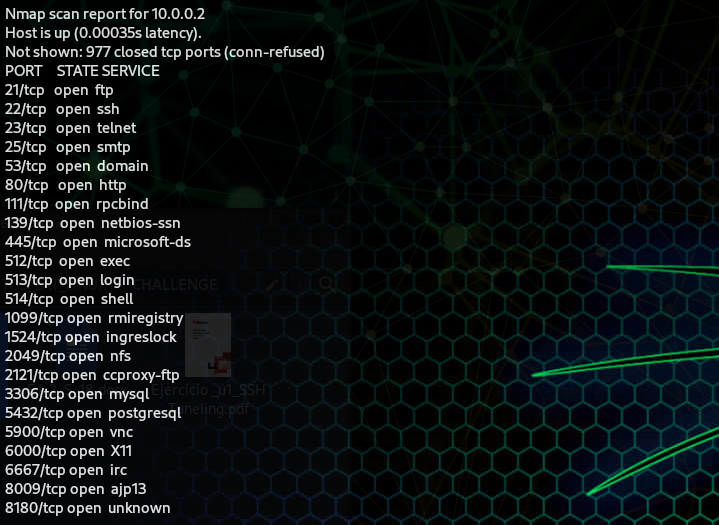 Nmap scan report for 10.0.0.2
Host is up (0.00035s latency).
Not shown: 977 closed tcp ports (conn-refused)
PORT STATE SERVICE
21/tcp open ftp
22/tcp open ssh
23/tcp open telnet
25/tcp open smtp
53/tcp open domain
80/tcp open http
111/tcp open rpcbind
139/tcp open netbios-ssn
445/tcp open microsoft-ds
512/tcp open exec
513/tcp open login
CHALLENGE
514/tcp open shell
1099/tcp open rmiregistry
1524/tcp open ingreslock
2049/tcp open nfs
2121/tcp open ccproxy-ftp
3306/tcp open mysql
Ejercicio_u1_SSH
5432/tcp open postgresql
neling.pdf
5900/tcp open vnc
6000/tcp open X11
6667/tcp open irc
8009/tcp open ajp13
8180/tcp open unknown